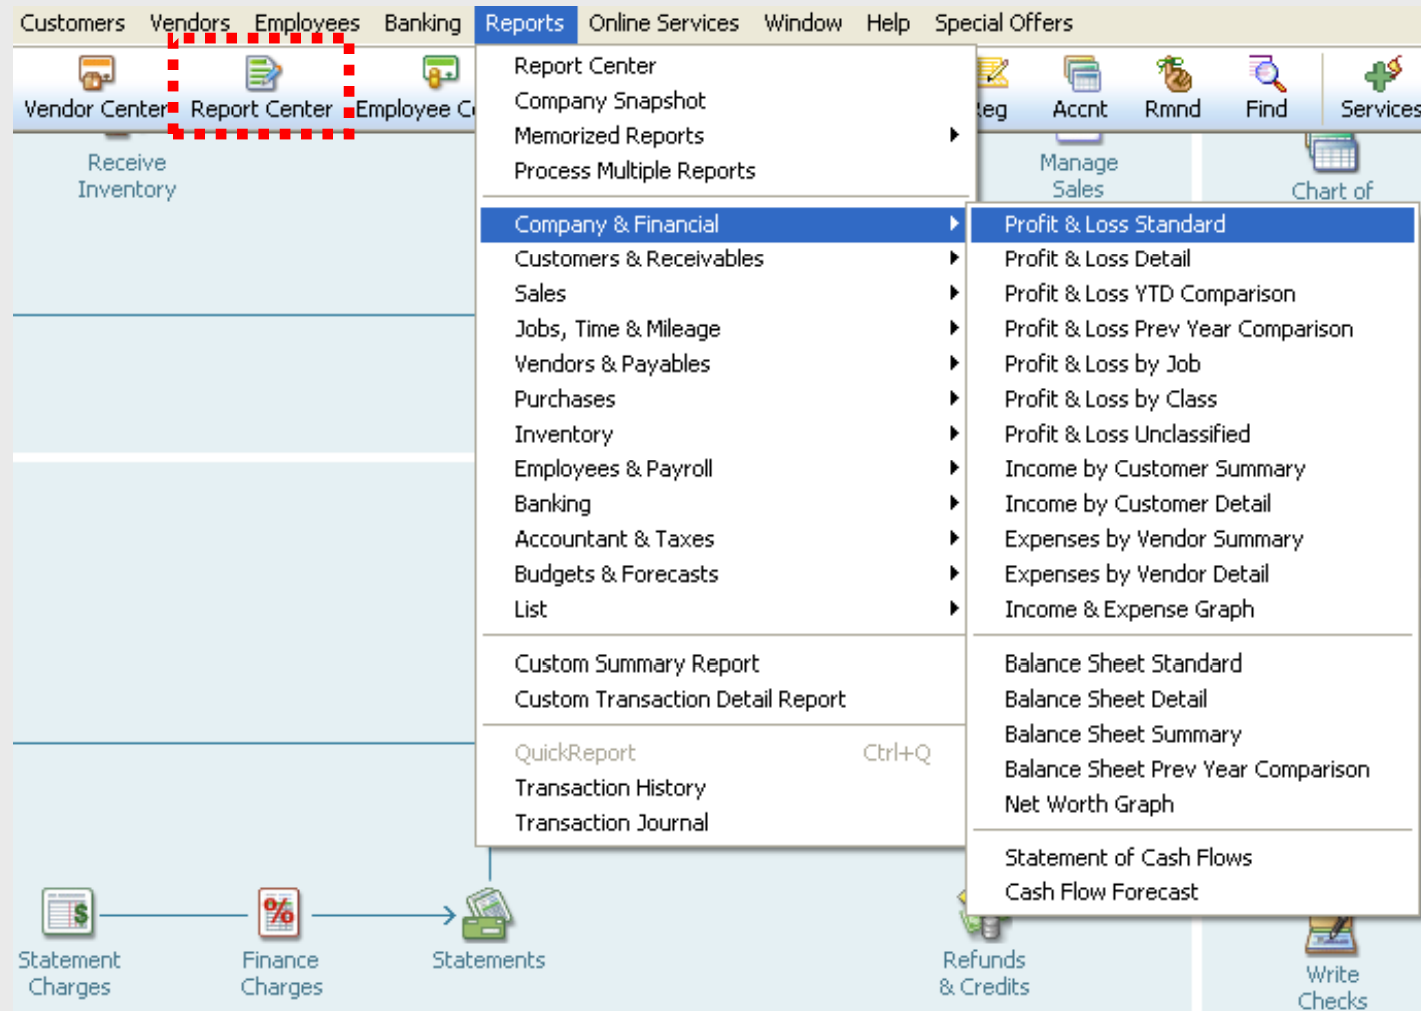 Customers Vendors Employees Banking Reports Online Services Window Help Special Offers
Vendor Center Report Center Employee Accnt Rmnd Find Services
Receive
Inventory
Manage
Sales
Chart of
Report Center
Company Snapshot
Memorized Reports
Process Multiple Reports
Company & Financial
Customers & Receivables
Sales
Jobs, Time & Mileage
Vendors & Payables
Purchases
Inventory
Employees & Payroll
Banking
Accountant & Taxes
Budgets & Forecasts
List
Custom Summary Report
Custom Transaction Detail Report
QuickReport Ctrl+Q
Transaction History
Transaction Journal
Profit & Loss Standard
Profit & Loss Detail
Profit & Loss YTD Comparison
Profit & Loss Prev Year Comparison
Profit & Loss by Job
Profit & Loss by Class
Profit & Loss Unclassified
Income by Customer Summary
Income by Customer Detail
Expenses by Vendor Summary
Expenses by Vendor Detail
Income & Expense Graph
Balance Sheet Standard
Balance Sheet Detail
Balance Sheet Summary
Balance Sheet Prev Year Comparison
Net Worth Graph
Statement of Cash Flows
Cash Flow Forecast
Statement
Charges
Finance
Charges
Statements
Refunds
& Credits
Write
Checks